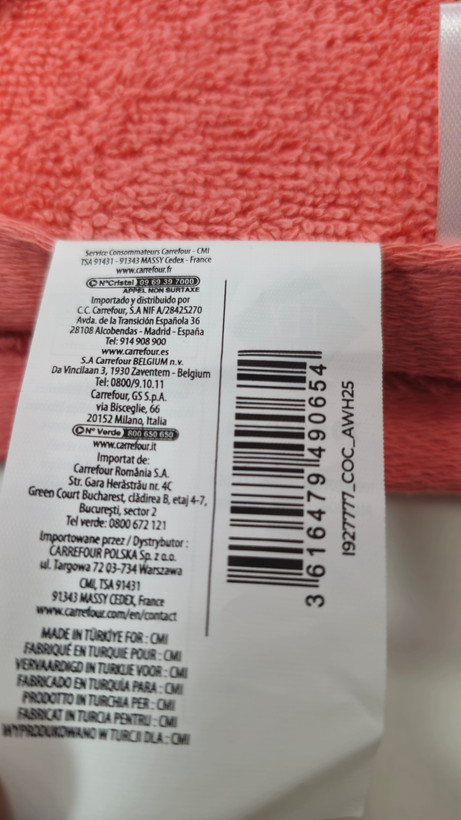 Service Consommateurs Carrefour - CMI
TSA 91431 - 91343 MASSY Cedex - France
www.carrefour.fr
N°Cristal 09 69 39 7000
APPEL NON SURTAXE
Importado y distribuido por
C.C. Carrefour, S.A NIF A/28425270
Avda. de la Transición Española 36
28108 Alcobendas - Madrid - España
Tel: 914 908 900
www.carrefour.es
S.A Carrefour BELGIUM n.v.
Da Vincilaan 3, 1930 Zaventem - Belgium
Tel: 0800/9.10.11
Carrefour, GS S.p.A.
via Bisceglie, 66
20152 Milano, Italia
N° Verde 800 650 650
www.carrefour.it
Importat de:
Carrefour România S.A.
Str. Gara Herăstrău nr. 4C
Green Court Bucharest, clădirea B, etaj 4-7,
București, sector 2
Tel verde: 0800 672 121
Importowane przez / Dystrybutor :
CARREFOUR POLSKA Sp. z o.o.
ul. Targowa 72 03-734 Warszawa
CMI, TSA 91431
91343 MASSY CEDEX, France
www.carrefour.com/en/contact
MADE IN TÜRKİYE FOR : CMI
FABRIQUÉ EN TURQUIE POUR : CMI
VERVAARDIGD IN TURKIJE VOOR : CMI
FABRICADO EN TURQUÍA PARA : CMI
PRODOTTO IN TURCHIA PER : CMI
FABRICAT IN TURCIA PENTRU : CMI
WYPRODUKOWANO W TURCJI DLA : CMI
3 616479 490654
I927777_COC_AWH25